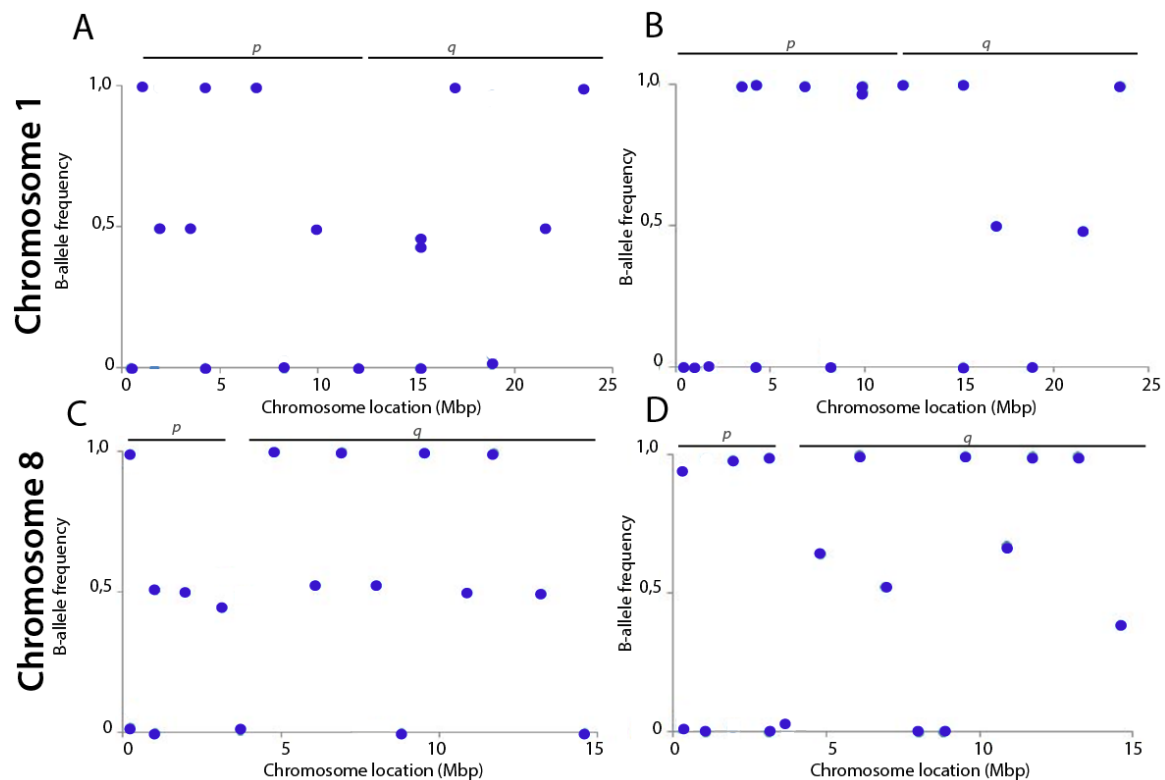 A
p q
Chromosome 1
B-allele frequency
1,0
0,5
0
0 5 10 15 20 25
Chromosome location (Mbp)
B
p q
B-allele frequency
1,0
0,5
0
0 5 10 15 20 25
Chromosome location (Mbp)
C
p q
Chromosome 8
B-allele frequency
1,0
0,5
0
0 5 10 15
Chromosome location (Mbp)
D
p q
B-allele frequency
1,0
0,5
0
0 5 10 15
Chromosome location (Mbp)